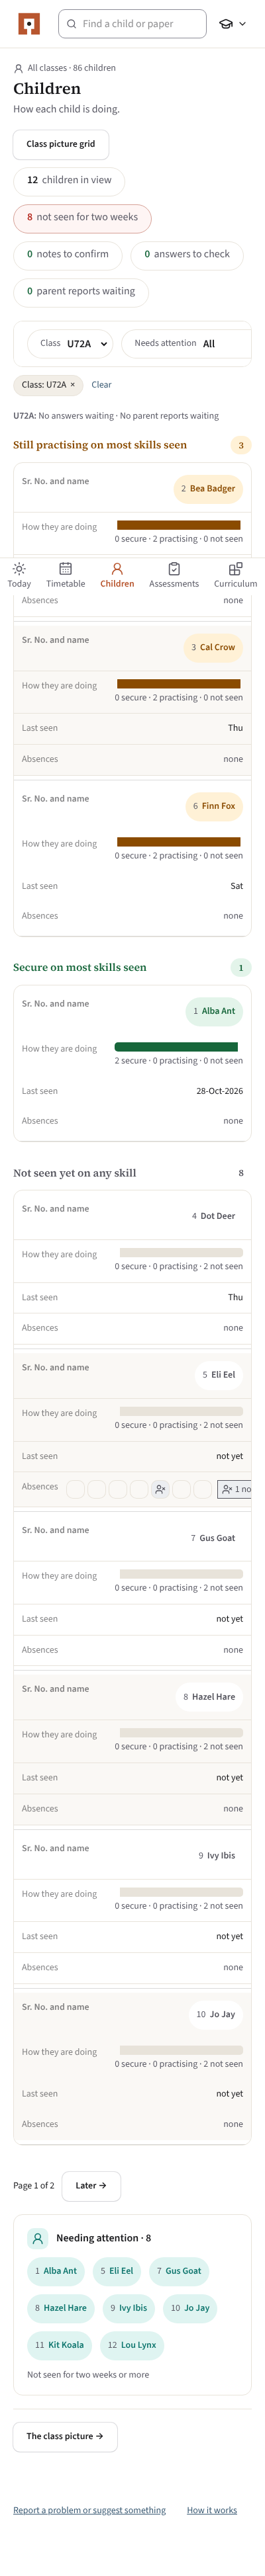 Find a child or paper
All classes · 86 children
Children
How each child is doing.
Class picture grid
12 children in view
8 not seen for two weeks
0 notes to confirm
0 answers to check
0 parent reports waiting
Class U72A
Needs attention All
Class: U72A ×
Clear
U72A: No answers waiting · No parent reports waiting
Still practising on most skills seen 3
Sr. No. and name
2 Bea Badger
How they are doing
0 secure · 2 practising · 0 not seen
Today
Timetable
Children
Assessments
Curriculum
Absences none
Sr. No. and name
3 Cal Crow
How they are doing
0 secure · 2 practising · 0 not seen
Last seen Thu
Absences none
Sr. No. and name
6 Finn Fox
How they are doing
0 secure · 2 practising · 0 not seen
Last seen Sat
Absences none
Secure on most skills seen 1
Sr. No. and name
1 Alba Ant
How they are doing
2 secure · 0 practising · 0 not seen
Last seen 28-Oct-2026
Absences none
Not seen yet on any skill 8
Sr. No. and name
4 Dot Deer
How they are doing
0 secure · 0 practising · 2 not seen
Last seen Thu
Absences none
Sr. No. and name
5 Eli Eel
How they are doing
0 secure · 0 practising · 2 not seen
Last seen not yet
Absences 1 no
Sr. No. and name
7 Gus Goat
How they are doing
0 secure · 0 practising · 2 not seen
Last seen not yet
Absences none
Sr. No. and name
8 Hazel Hare
How they are doing
0 secure · 0 practising · 2 not seen
Last seen not yet
Absences none
Sr. No. and name
9 Ivy Ibis
How they are doing
0 secure · 0 practising · 2 not seen
Last seen not yet
Absences none
Sr. No. and name
10 Jo Jay
How they are doing
0 secure · 0 practising · 2 not seen
Last seen not yet
Absences none
Page 1 of 2
Later →
Needing attention · 8
1 Alba Ant
5 Eli Eel
7 Gus Goat
8 Hazel Hare
9 Ivy Ibis
10 Jo Jay
11 Kit Koala
12 Lou Lynx
Not seen for two weeks or more
The class picture →
Report a problem or suggest something
How it works